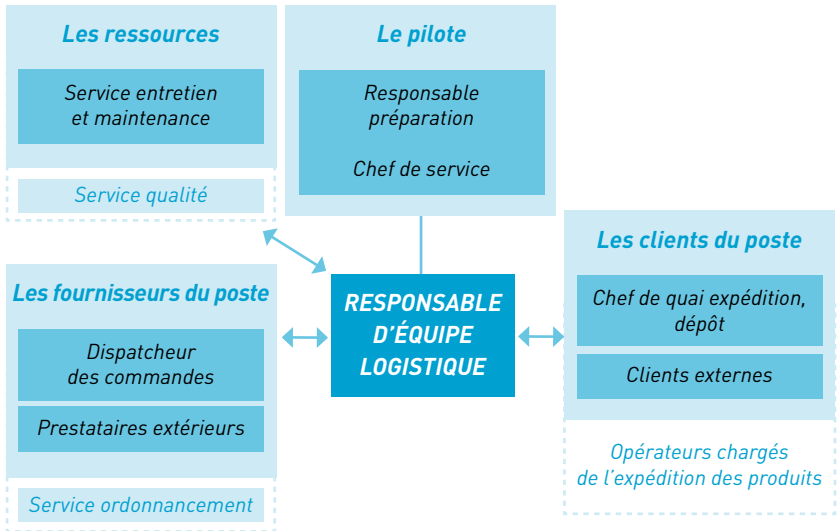 Les ressources
Service entretien
et maintenance
Service qualité
Le pilote
Responsable
préparation
Chef de service
Les fournisseurs du poste
Dispatcheur
des commandes
Prestataires extérieurs
Service ordonnancement
RESPONSABLE
D'ÉQUIPE
LOGISTIQUE
Les clients du poste
Chef de quai expédition,
dépôt
Clients externes
Opérateurs chargés
de l'expédition des produits